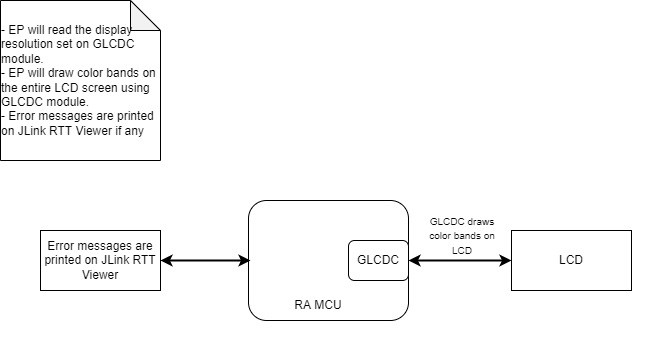 - EP will read the display
resolution set on GLCDC
module.
- EP will draw color bands on
the entire LCD screen using
GLCDC module.
- Error messages are printed
on JLink RTT Viewer if any
GLCDC draws
color bands on
LCD
Error messages are
printed on JLink RTT
Viewer
GLCDC
LCD
RA MCU